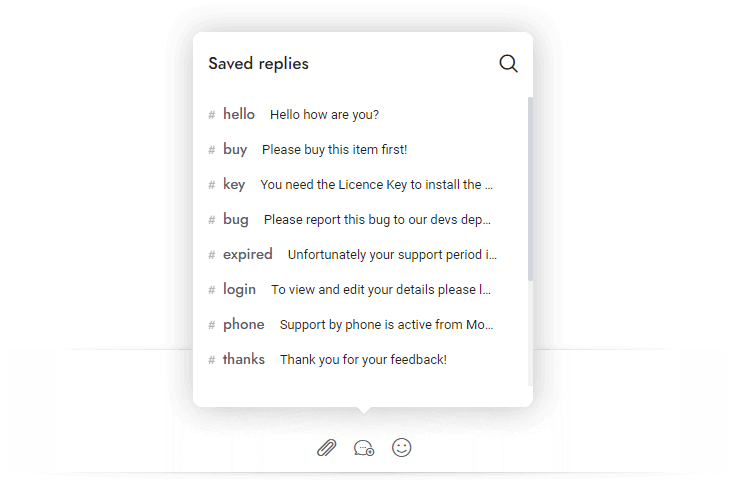 Saved replies
# hello Hello how are you?
# buy Please buy this item first!
# key You need the Licence Key to install the ...
# bug Please report this bug to our devs dep...
# expired Unfortunately your support period i...
# login To view and edit your details please l...
# phone Support by phone is active from Mo...
# thanks Thank you for your feedback!